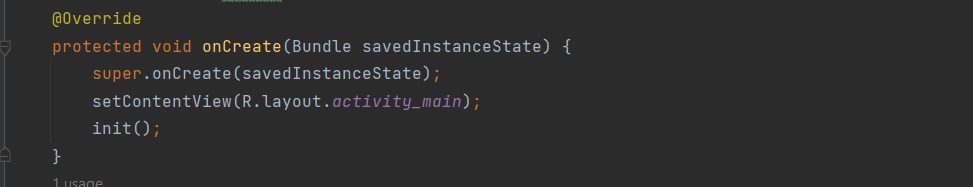 @Override
protected void onCreate(Bundle savedInstanceState) {
super.onCreate(savedInstanceState);
setContentView(R.layout.activity_main);
init();
}
1 usage